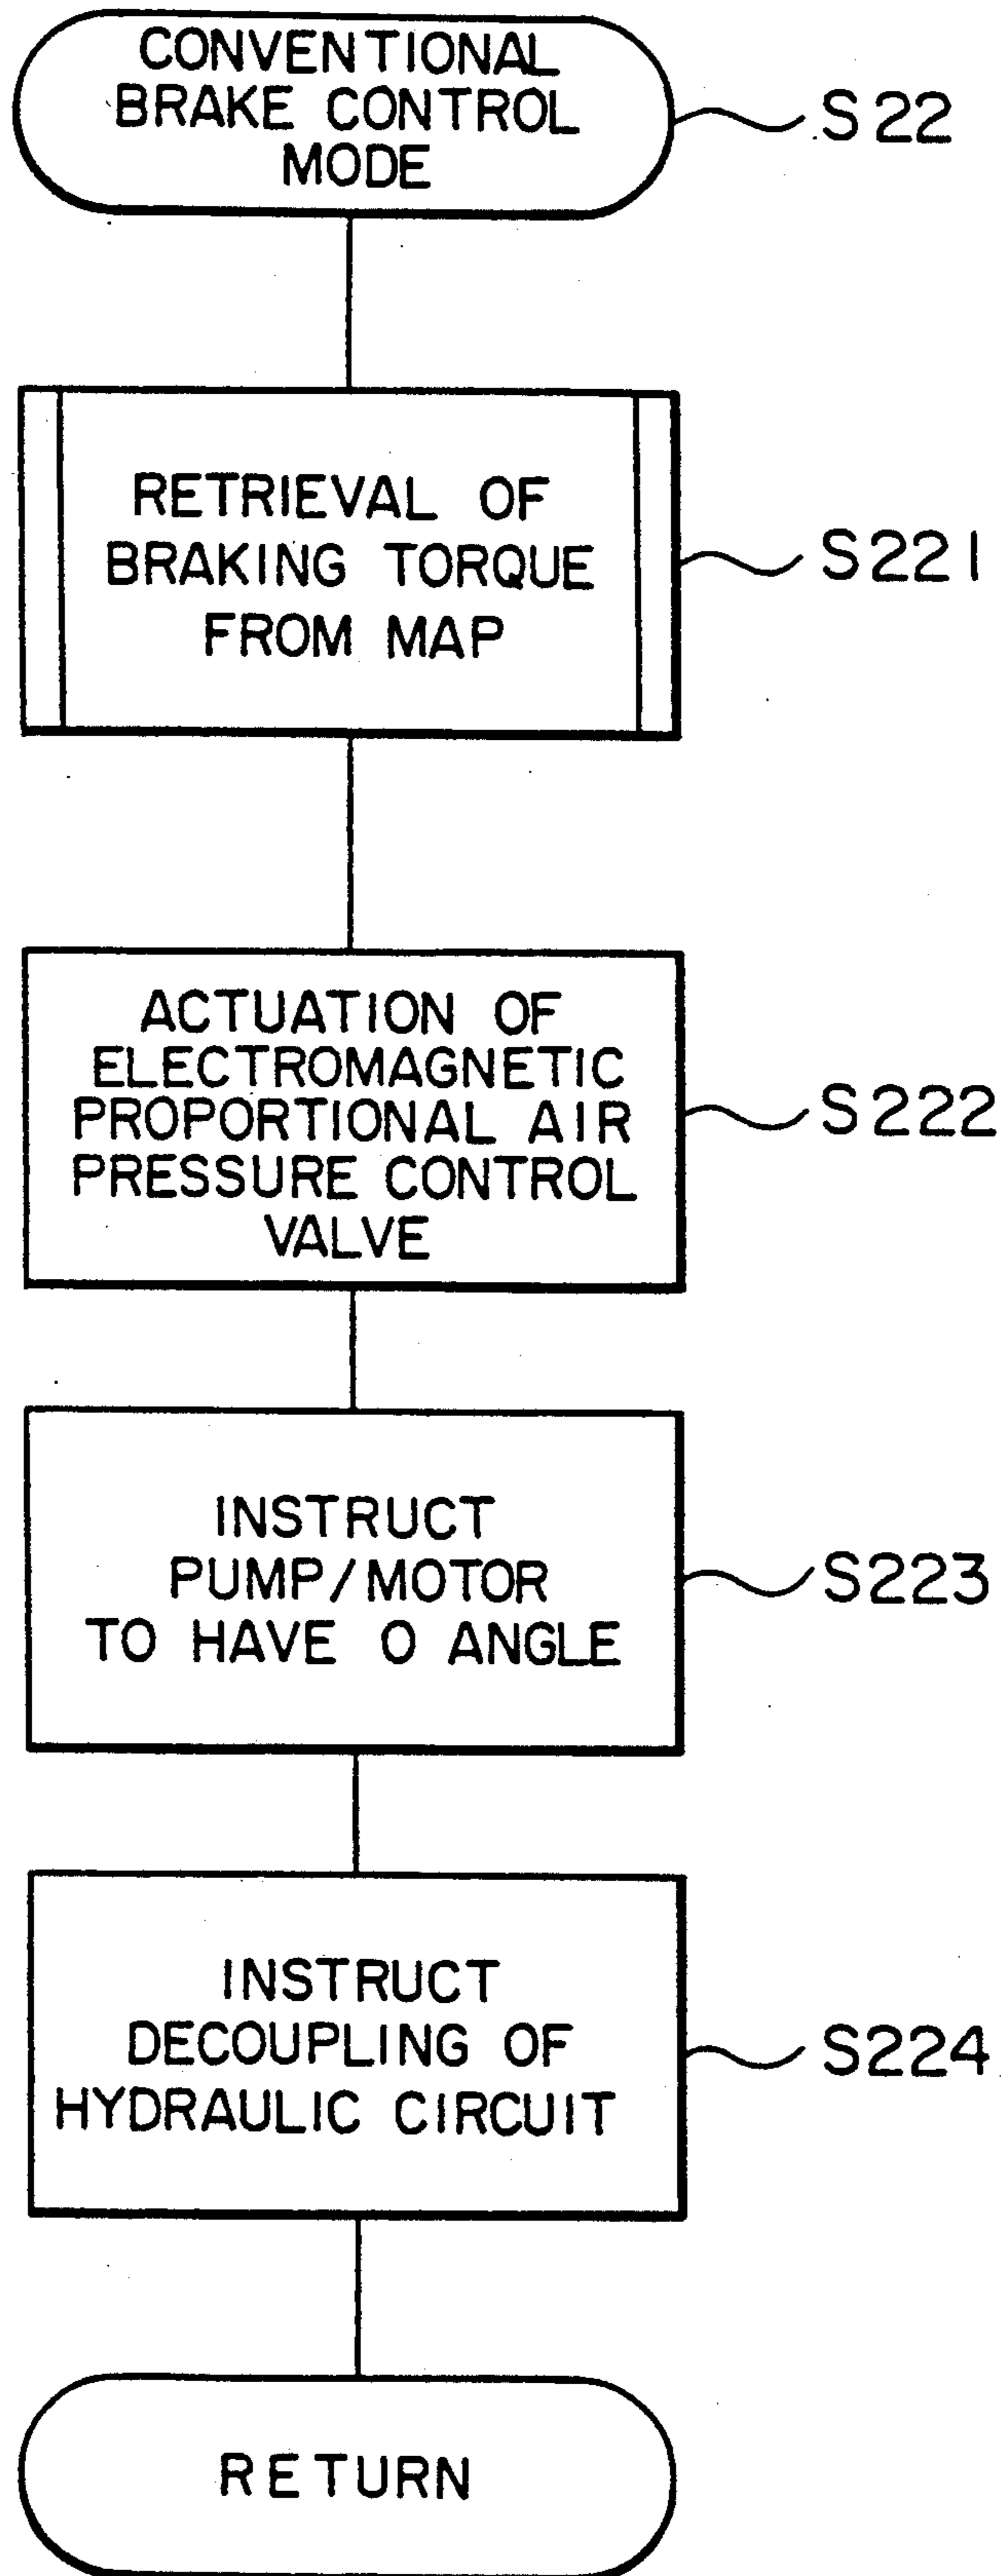 CONVENTIONAL
BRAKE CONTROL
MODE
S22
RETRIEVAL OF
BRAKING TORQUE
FROM MAP
S221
ACTUATION OF
ELECTROMAGNETIC
PROPORTIONAL AIR
PRESSURE CONTROL
VALVE
S222
INSTRUCT
PUMP/MOTOR
TO HAVE 0 ANGLE
S223
INSTRUCT
DECOUPLING OF
HYDRAULIC CIRCUIT
S224
RETURN